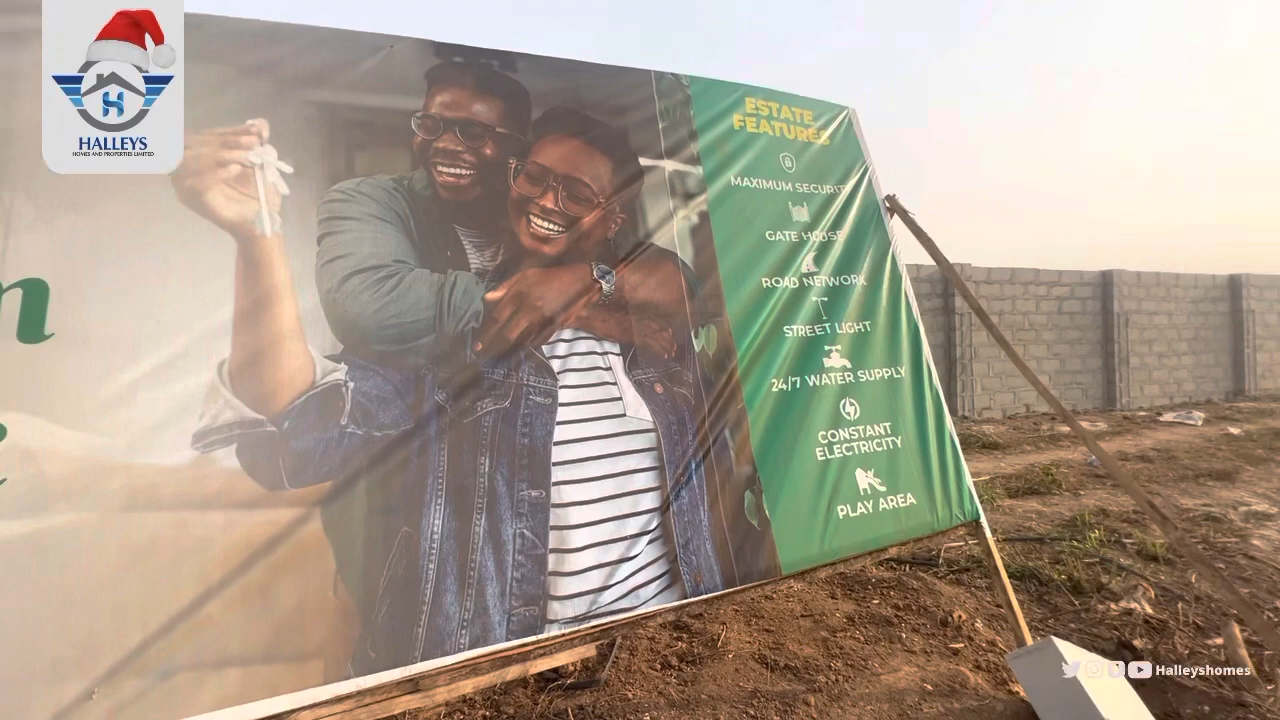 HALLEYS
HOMES AND PROPERTIES LIMITED
ESTATE
FEATURES
MAXIMUM SECURITY
GATE HOUSE
ROAD NETWORK
STREET LIGHT
24/7 WATER SUPPLY
CONSTANT
ELECTRICITY
PLAY AREA
Halleyshomes